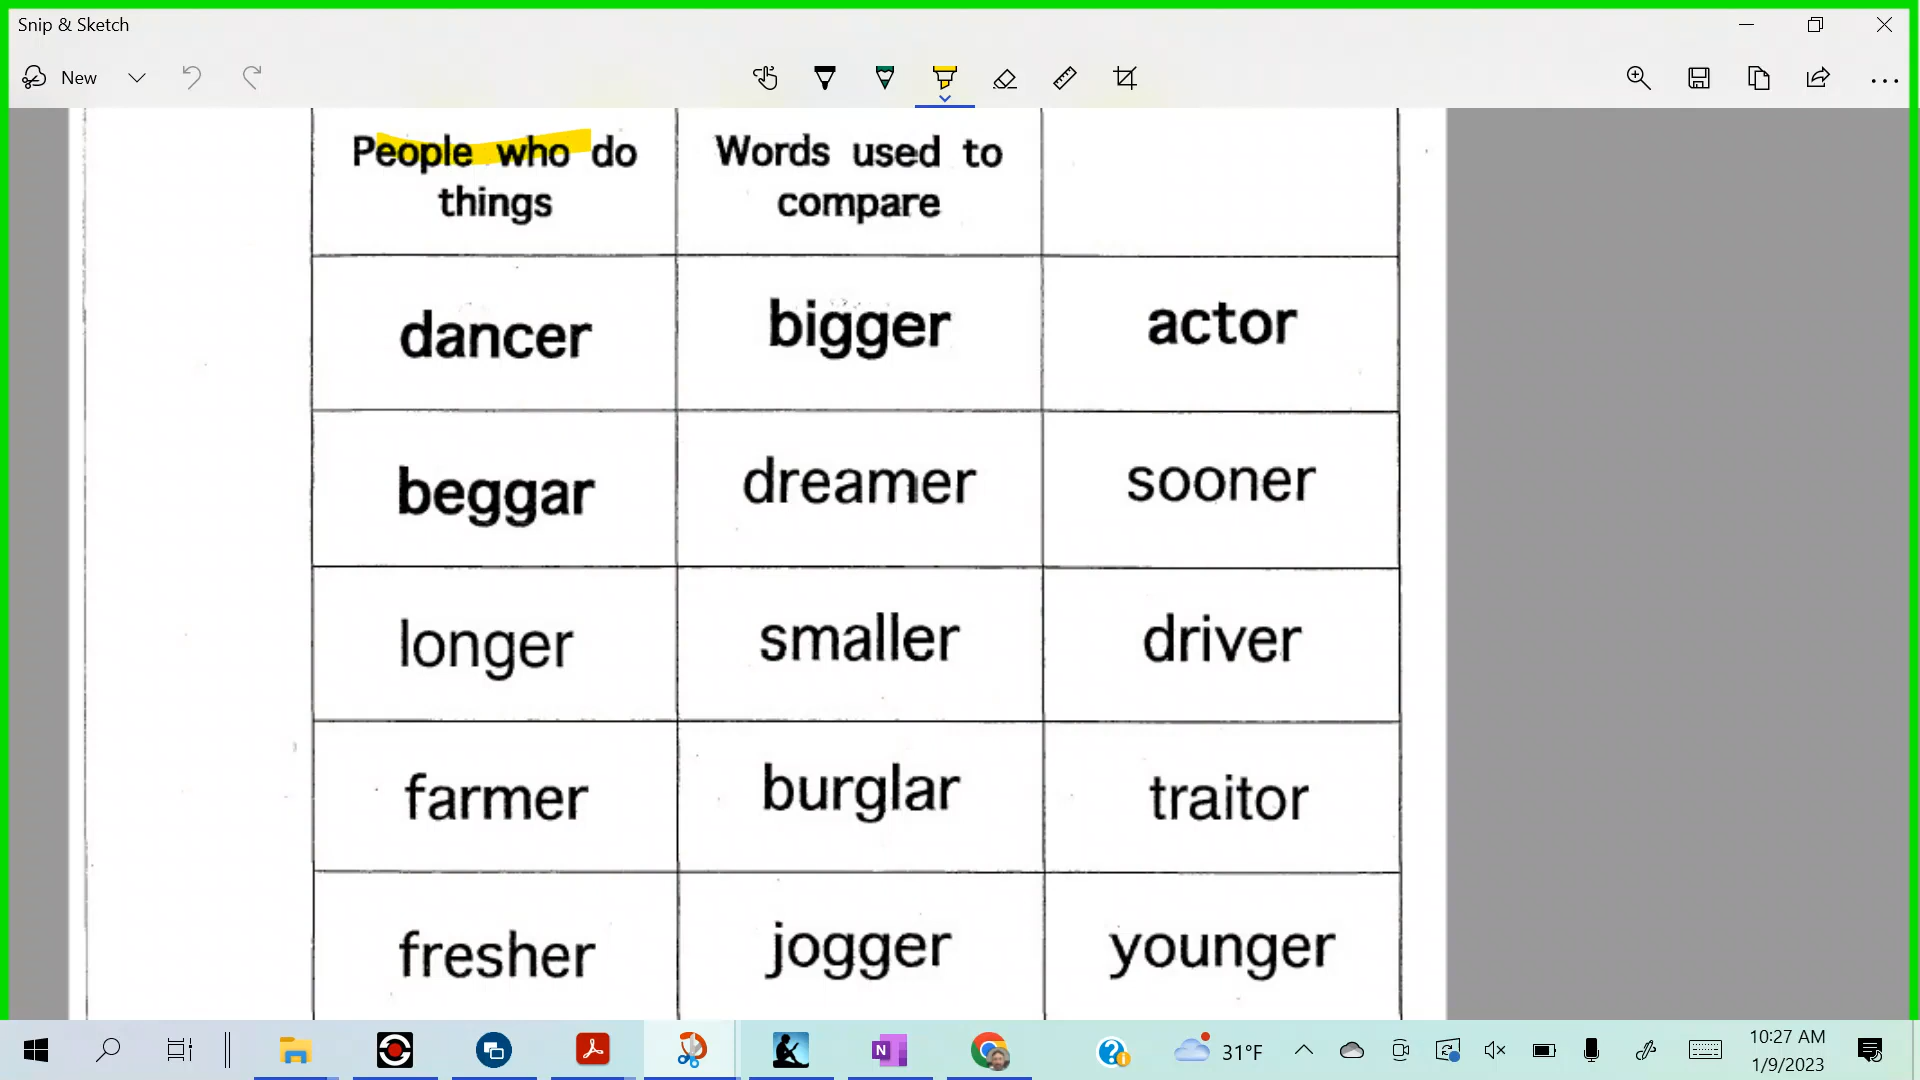 Snip & Sketch
New
People who do things
Words used to compare
dancer
bigger
actor
beggar
dreamer
sooner
longer
smaller
driver
farmer
burglar
traitor
fresher
jogger
younger
31°F
10:27 AM
1/9/2023